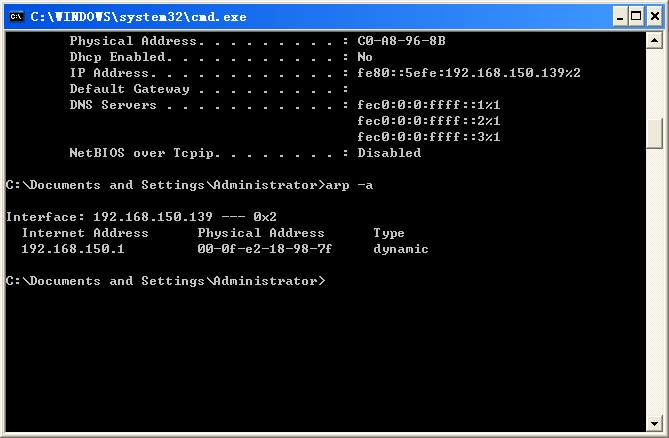 C:\WINDOWS\system32\cmd.exe
Physical Address. . . . . . . . . : C0-A8-96-8B
Dhcp Enabled. . . . . . . . . . . : No
IP Address. . . . . . . . . . . . : fe80::5efe:192.168.150.139%2
Default Gateway . . . . . . . . . :
DNS Servers . . . . . . . . . . . : fec0:0:0:ffff::1%1
fec0:0:0:ffff::2%1
fec0:0:0:ffff::3%1
NetBIOS over Tcpip. . . . . . . . : Disabled
C:\Documents and Settings\Administrator>arp -a
Interface: 192.168.150.139 --- 0x2
Internet Address      Physical Address      Type
192.168.150.1         00-0f-e2-18-98-7f     dynamic
C:\Documents and Settings\Administrator>